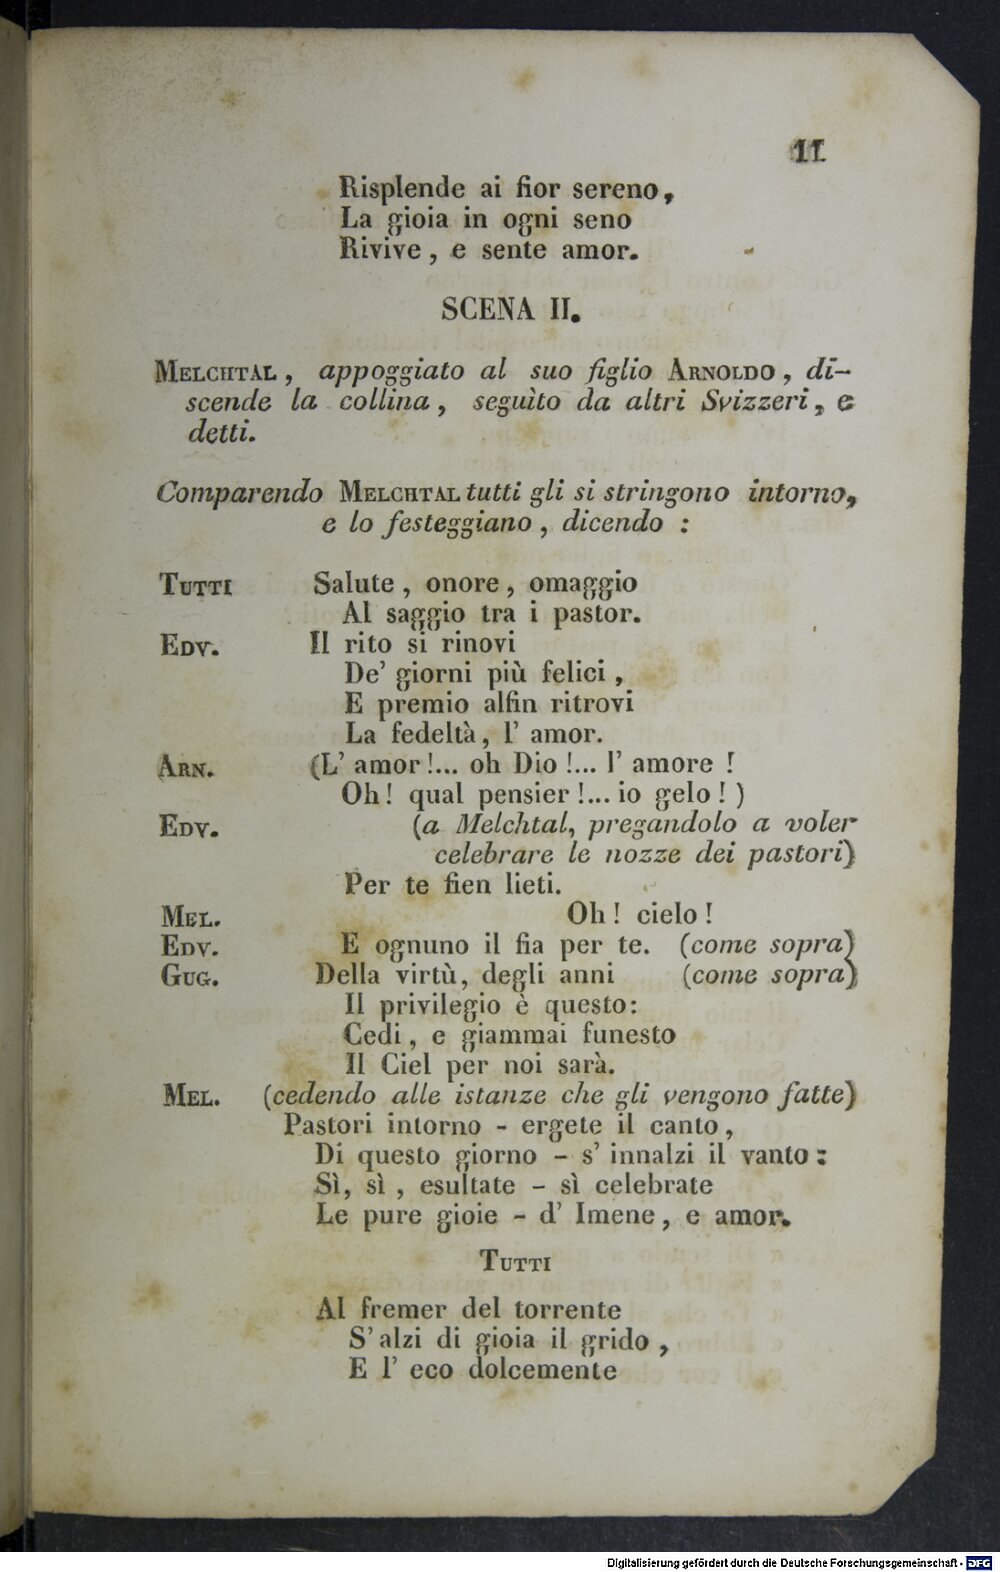 11
Risplende ai fior sereno,
La gioia in ogni seno
Rivive, e sente amor.
SCENA II.
MELCHTAL, appoggiato al suo figlio ARNOLDO, di-
scende la collina, seguìto da altri Svizzeri, e
detti.
Comparendo MELCHTAL tutti gli si stringono intorno,
e lo festeggiano, dicendo :
TUTTI Salute, onore, omaggio
Al saggio tra i pastor.
EDV. Il rito si rinovi
De' giorni più felici,
E premio alfin ritrovi
La fedeltà, l' amor.
ARN. (L' amor!... oh Dio!... l' amore !
Oh! qual pensier!... io gelo! )
EDV. (a Melchtal, pregandolo a voler
celebrare le nozze dei pastori)
Per te fien lieti.
MEL. Oh! cielo!
EDV. E ognuno il fia per te. (come sopra)
GUG. Della virtù, degli anni (come sopra)
Il privilegio è questo:
Cedi, e giammai funesto
Il Ciel per noi sarà.
MEL. (cedendo alle istanze che gli vengono fatte)
Pastori intorno - ergete il canto,
Di questo giorno - s' innalzi il vanto:
Sì, sì, esultate - sì celebrate
Le pure gioie - d' Imene, e amor.
TUTTI
Al fremer del torrente
S' alzi di gioia il grido,
E l' eco dolcemente
Digitalisierung gefördert durch die Deutsche Forschungsgemeinschaft - DFG